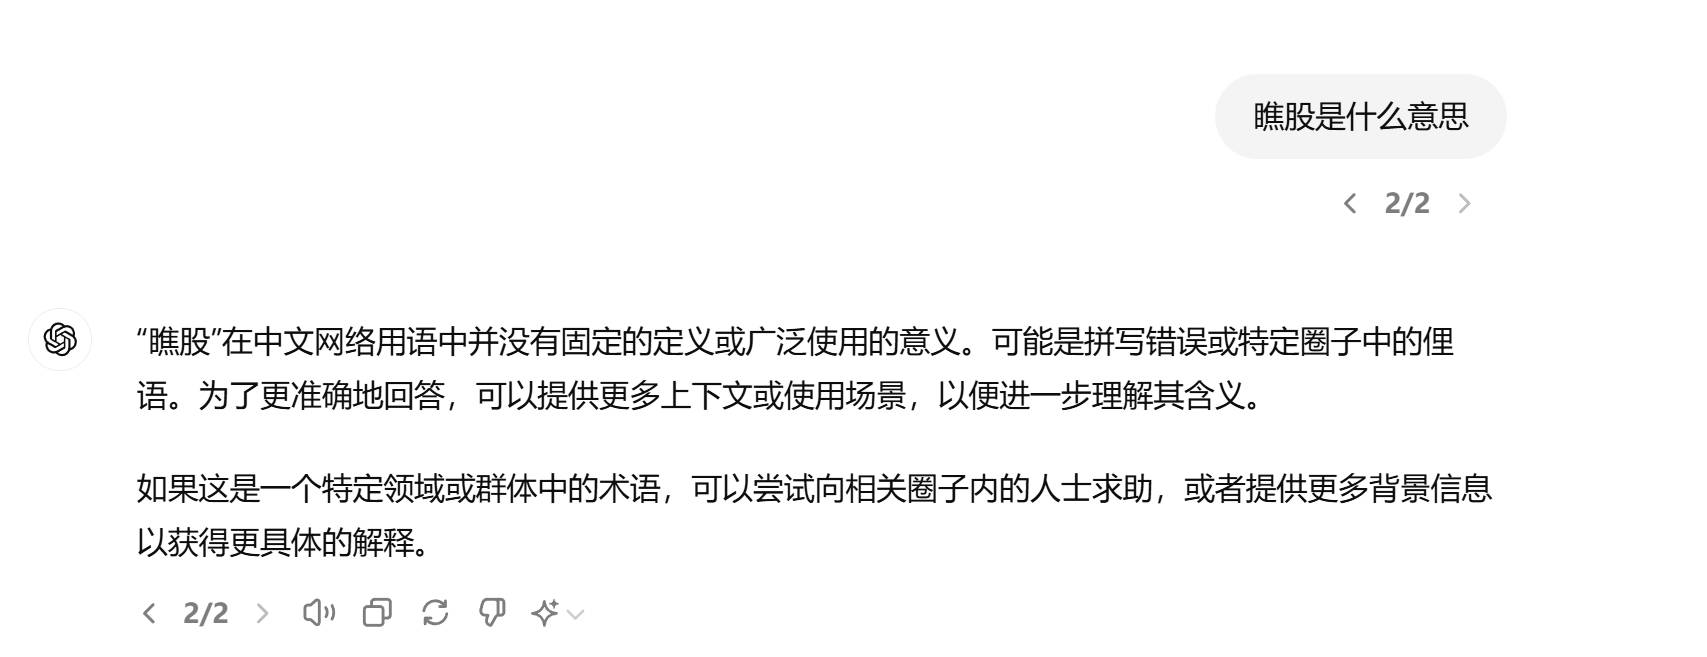 瞧股是什么意思
2/2
“瞧股”在中文网络用语中并没有固定的定义或广泛使用的意义。可能是拼写错误或特定圈子中的俚
语。为了更准确地回答，可以提供更多上下文或使用场景，以便进一步理解其含义。
如果这是一个特定领域或群体中的术语，可以尝试向相关圈子内的人士求助，或者提供更多背景信息
以获得更具体的解释。
2/2